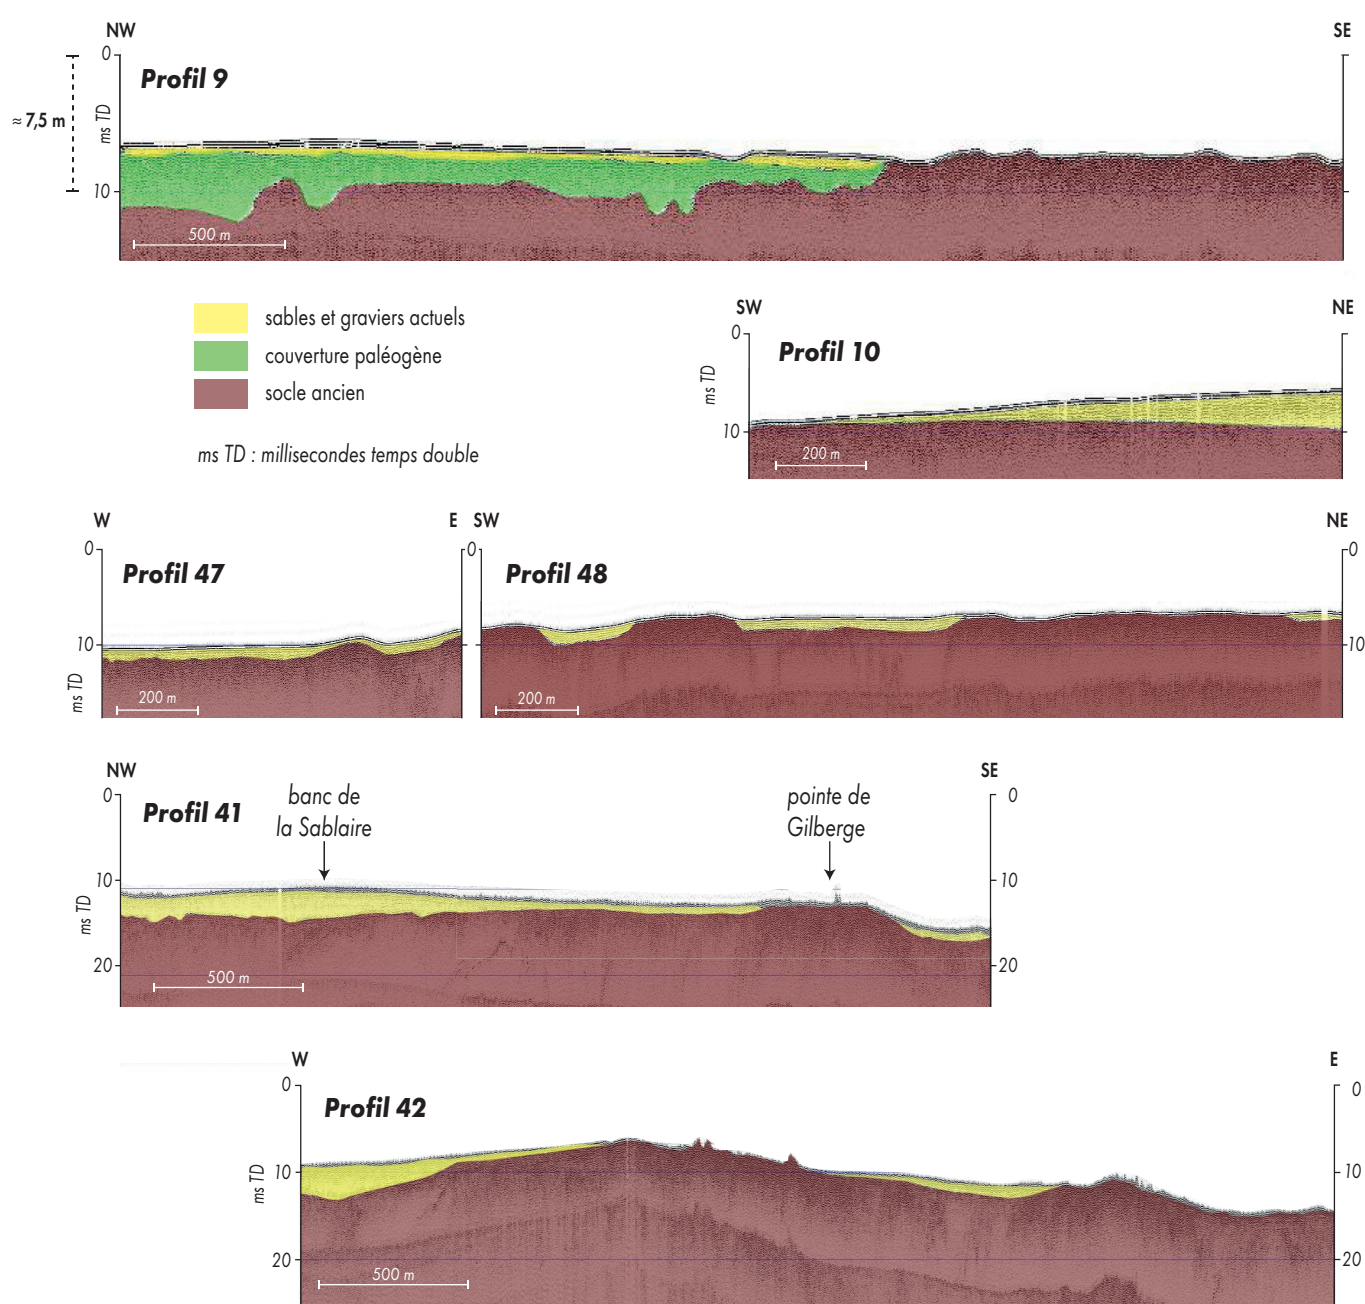 NW
SE
0
Profil 9
ms TD
≈ 7,5 m
10
500 m
sables et graviers actuels
couverture paléogène
socle ancien
ms TD : millisecondes temps double
SW
NE
0
Profil 10
ms TD
10
200 m
W
E
0
0
Profil 47
10
ms TD
200 m
SW
NE
0
Profil 48
10
200 m
NW
SE
0
0
Profil 41
banc de
la Sablaire
pointe de
Gilberge
10
10
ms TD
20
20
500 m
W
E
0
0
Profil 42
10
10
ms TD
20
20
500 m